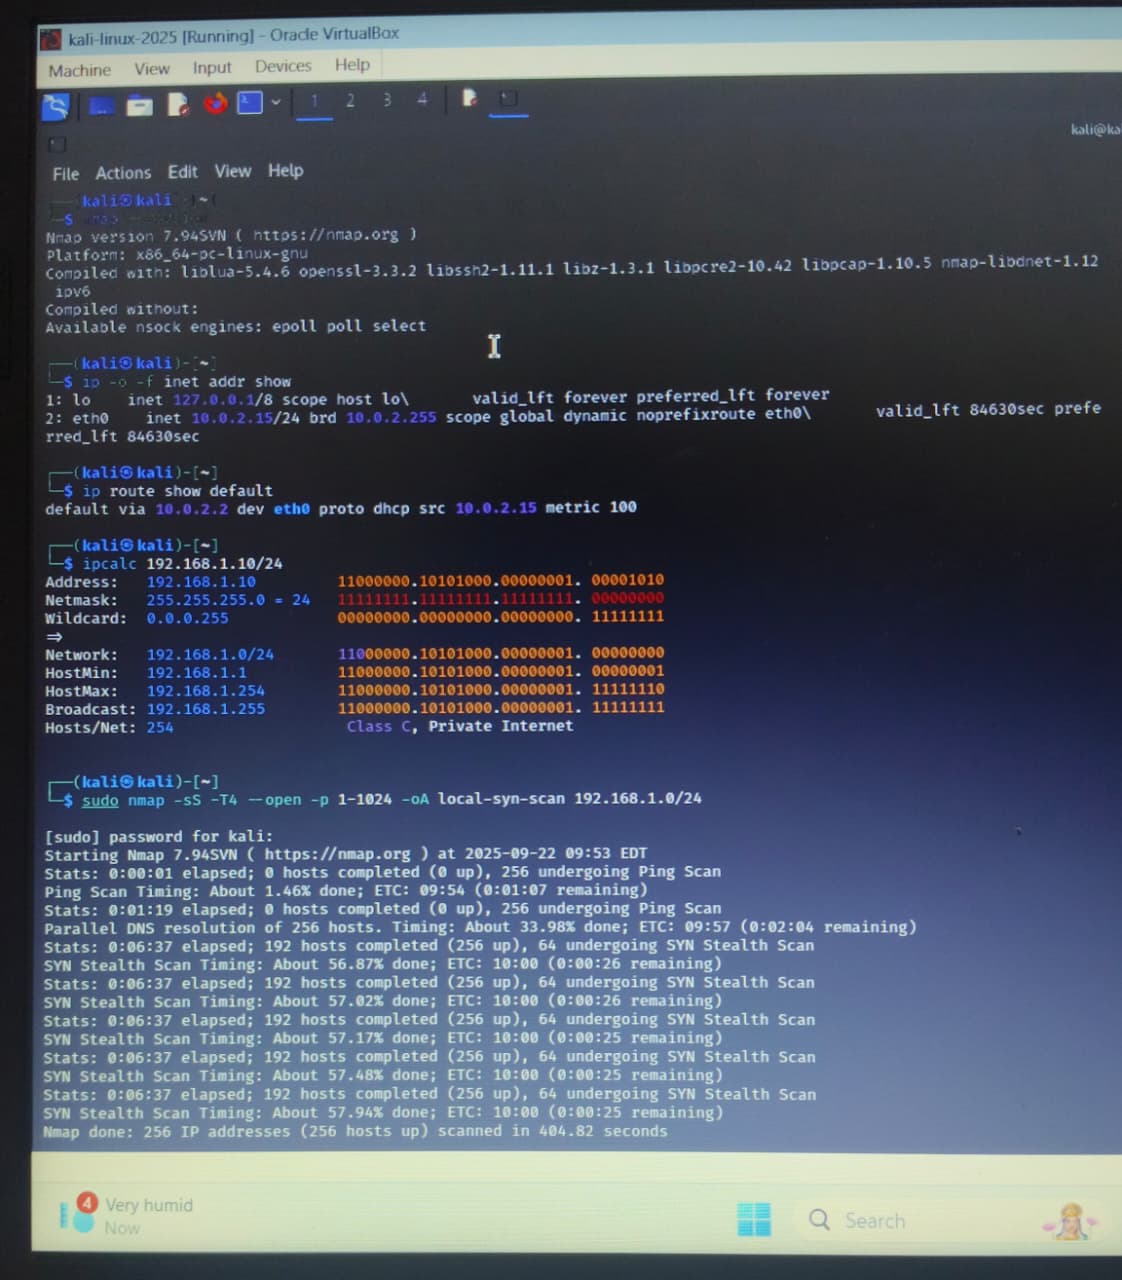 kali-linux-2025 [Running] - Oracle VirtualBox
Machine View Input Devices Help
1 2 3 4
kali@ka
File Actions Edit View Help
kali㉿kali ~
$
Nmap version 7.94SVN ( https://nmap.org )
Platform: x86_64-pc-linux-gnu
Compiled with: liblua-5.4.6 openssl-3.3.2 libssh2-1.11.1 libz-1.3.1 libpcre2-10.42 libpcap-1.10.5 nmap-libdnet-1.12
ipv6
Compiled without:
Available nsock engines: epoll poll select
┌──(kali㉿kali)-[~]
└─$ ip -o -f inet addr show
1: lo    inet 127.0.0.1/8 scope host lo\       valid_lft forever preferred_lft forever
2: eth0    inet 10.0.2.15/24 brd 10.0.2.255 scope global dynamic noprefixroute eth0\       valid_lft 84630sec prefe
rred_lft 84630sec
┌──(kali㉿kali)-[~]
└─$ ip route show default
default via 10.0.2.2 dev eth0 proto dhcp src 10.0.2.15 metric 100
┌──(kali㉿kali)-[~]
└─$ ipcalc 192.168.1.10/24
Address:   192.168.1.10         11000000.10101000.00000001. 00001010
Netmask:   255.255.255.0 = 24   11111111.11111111.11111111. 00000000
Wildcard:  0.0.0.255            00000000.00000000.00000000. 11111111
⇒
Network:   192.168.1.0/24       11000000.10101000.00000001. 00000000
HostMin:   192.168.1.1          11000000.10101000.00000001. 00000001
HostMax:   192.168.1.254        11000000.10101000.00000001. 11111110
Broadcast: 192.168.1.255        11000000.10101000.00000001. 11111111
Hosts/Net: 254                   Class C, Private Internet
┌──(kali㉿kali)-[~]
└─$ sudo nmap -sS -T4 --open -p 1-1024 -oA local-syn-scan 192.168.1.0/24
[sudo] password for kali:
Starting Nmap 7.94SVN ( https://nmap.org ) at 2025-09-22 09:53 EDT
Stats: 0:00:01 elapsed; 0 hosts completed (0 up), 256 undergoing Ping Scan
Ping Scan Timing: About 1.46% done; ETC: 09:54 (0:01:07 remaining)
Stats: 0:01:19 elapsed; 0 hosts completed (0 up), 256 undergoing Ping Scan
Parallel DNS resolution of 256 hosts. Timing: About 33.98% done; ETC: 09:57 (0:02:04 remaining)
Stats: 0:06:37 elapsed; 192 hosts completed (256 up), 64 undergoing SYN Stealth Scan
SYN Stealth Scan Timing: About 56.87% done; ETC: 10:00 (0:00:26 remaining)
Stats: 0:06:37 elapsed; 192 hosts completed (256 up), 64 undergoing SYN Stealth Scan
SYN Stealth Scan Timing: About 57.02% done; ETC: 10:00 (0:00:26 remaining)
Stats: 0:06:37 elapsed; 192 hosts completed (256 up), 64 undergoing SYN Stealth Scan
SYN Stealth Scan Timing: About 57.17% done; ETC: 10:00 (0:00:25 remaining)
Stats: 0:06:37 elapsed; 192 hosts completed (256 up), 64 undergoing SYN Stealth Scan
SYN Stealth Scan Timing: About 57.48% done; ETC: 10:00 (0:00:25 remaining)
Stats: 0:06:37 elapsed; 192 hosts completed (256 up), 64 undergoing SYN Stealth Scan
SYN Stealth Scan Timing: About 57.94% done; ETC: 10:00 (0:00:25 remaining)
Nmap done: 256 IP addresses (256 hosts up) scanned in 404.82 seconds
4 Very humid
Now
Search